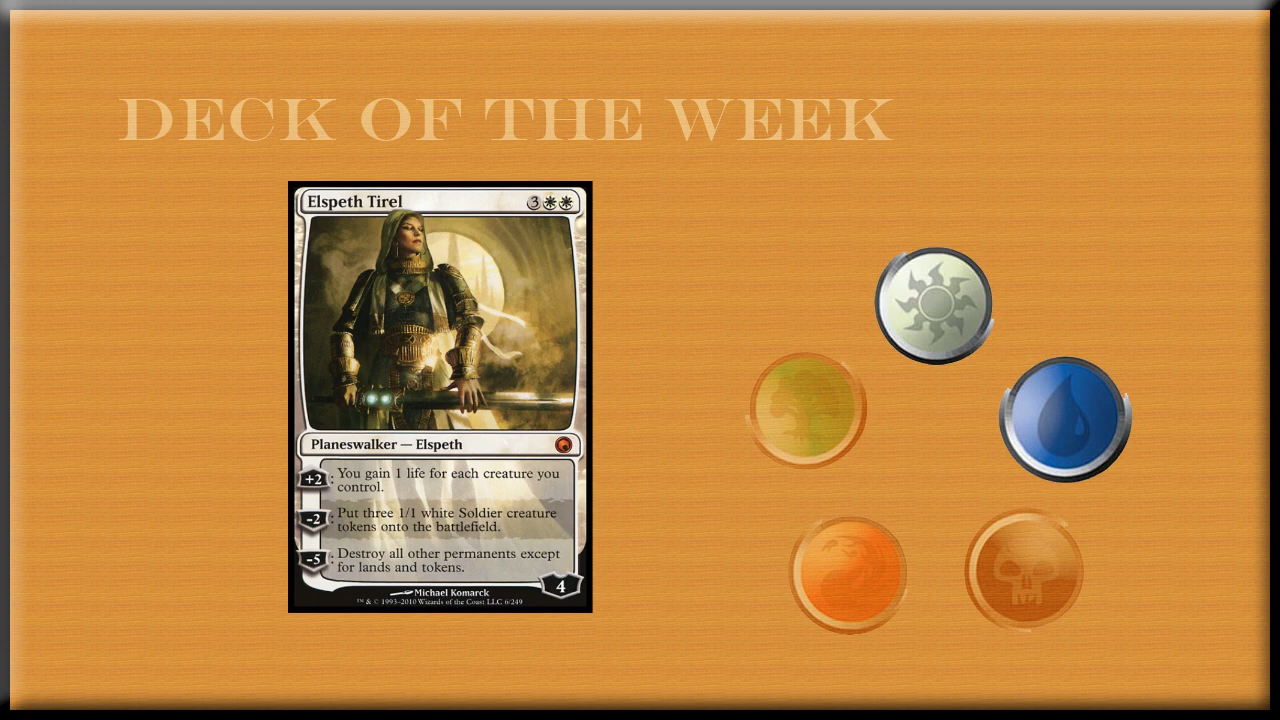 DECK OF THE WEEK
Elspeth Tirel 3
Planeswalker — Elspeth
+2: You gain 1 life for each creature you
control.
-2: Put three 1/1 white Soldier creature
tokens onto the battlefield.
-5: Destroy all other permanents except
for lands and tokens.
4
Michael Komarck
™ & © 1993–2010 Wizards of the Coast LLC 6/249